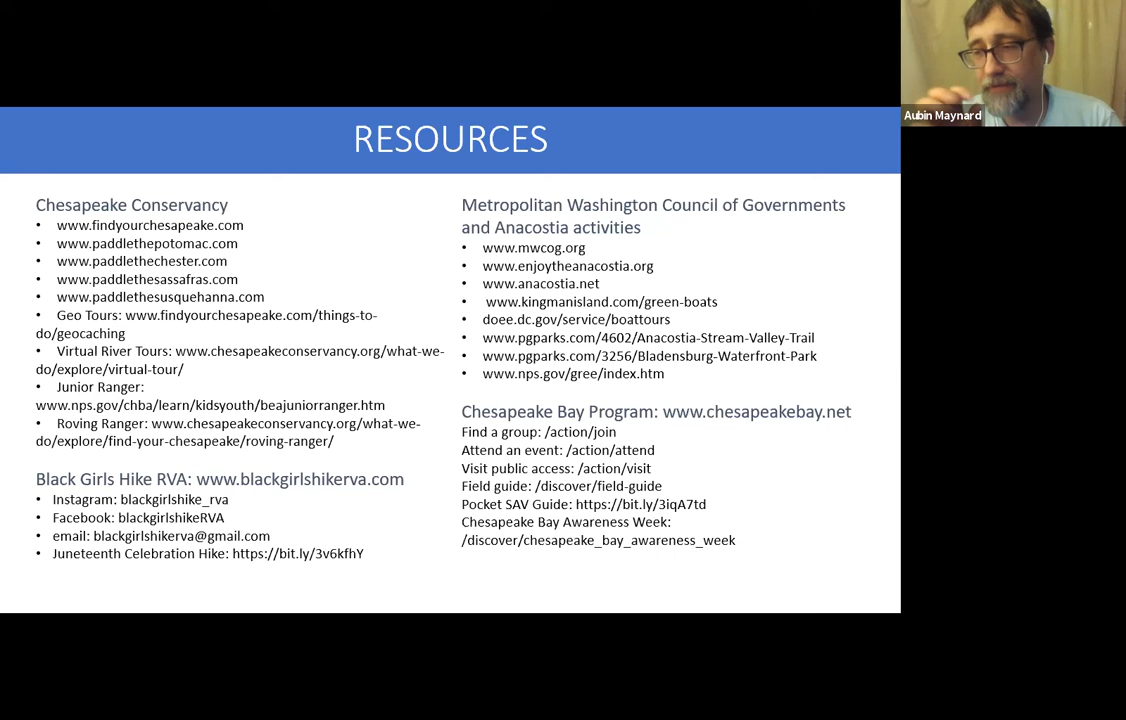 RESOURCES
Chesapeake Conservancy
• www.findyourchesapeake.com
• www.paddlethepotomac.com
• www.paddlethechester.com
• www.paddlethesassafras.com
• www.paddlethesusquehanna.com
• Geo Tours: www.findyourchesapeake.com/things-to-
do/geocaching
• Virtual River Tours: www.chesapeakeconservancy.org/what-we-
do/explore/virtual-tour/
• Junior Ranger:
www.nps.gov/chba/learn/kidsyouth/beajuniorranger.htm
• Roving Ranger: www.chesapeakeconservancy.org/what-we-
do/explore/find-your-chesapeake/roving-ranger/
Black Girls Hike RVA: www.blackgirlshikerva.com
• Instagram: blackgirlshike_rva
• Facebook: blackgirlshikeRVA
• email: blackgirlshikerva@gmail.com
• Juneteenth Celebration Hike: https://bit.ly/3v6kfhY
Metropolitan Washington Council of Governments
and Anacostia activities
• www.mwcog.org
• www.enjoytheanacostia.org
• www.anacostia.net
• www.kingmanisland.com/green-boats
• doee.dc.gov/service/boattours
• www.pgparks.com/4602/Anacostia-Stream-Valley-Trail
• www.pgparks.com/3256/Bladensburg-Waterfront-Park
• www.nps.gov/gree/index.htm
Chesapeake Bay Program: www.chesapeakebay.net
Find a group: /action/join
Attend an event: /action/attend
Visit public access: /action/visit
Field guide: /discover/field-guide
Pocket SAV Guide: https://bit.ly/3iqA7td
Chesapeake Bay Awareness Week:
/discover/chesapeake_bay_awareness_week
Aubin Maynard